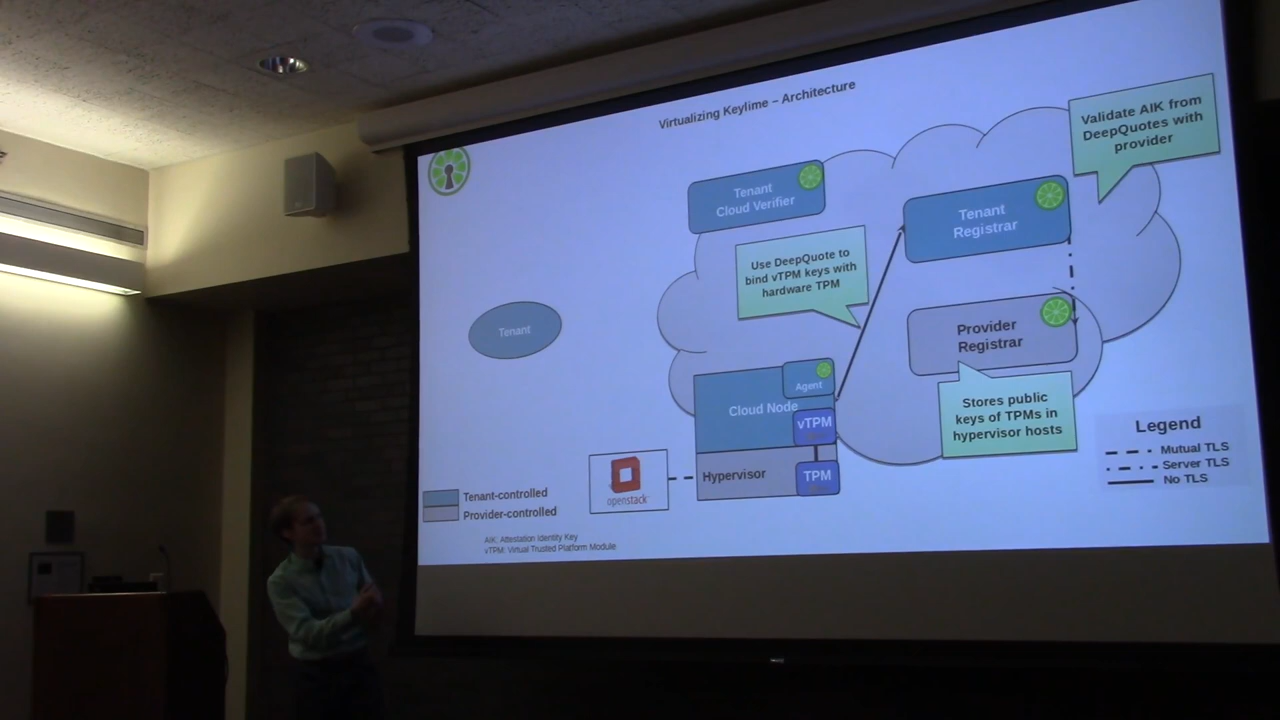 Virtualizing Keylime – Architecture
Validate AIK from
DeepQuotes with
provider
Tenant
Cloud Verifier
Tenant
Registrar
Use DeepQuote to
bind vTPM keys with
hardware TPM
Tenant
Provider
Registrar
Agent
Cloud Node
vTPM
Stores public
keys of TPMs in
hypervisor hosts
Hypervisor
TPM
openstack
Legend
Mutual TLS
Server TLS
No TLS
Tenant-controlled
Provider-controlled
AIK: Attestation Identity Key
vTPM: Virtual Trusted Platform Module